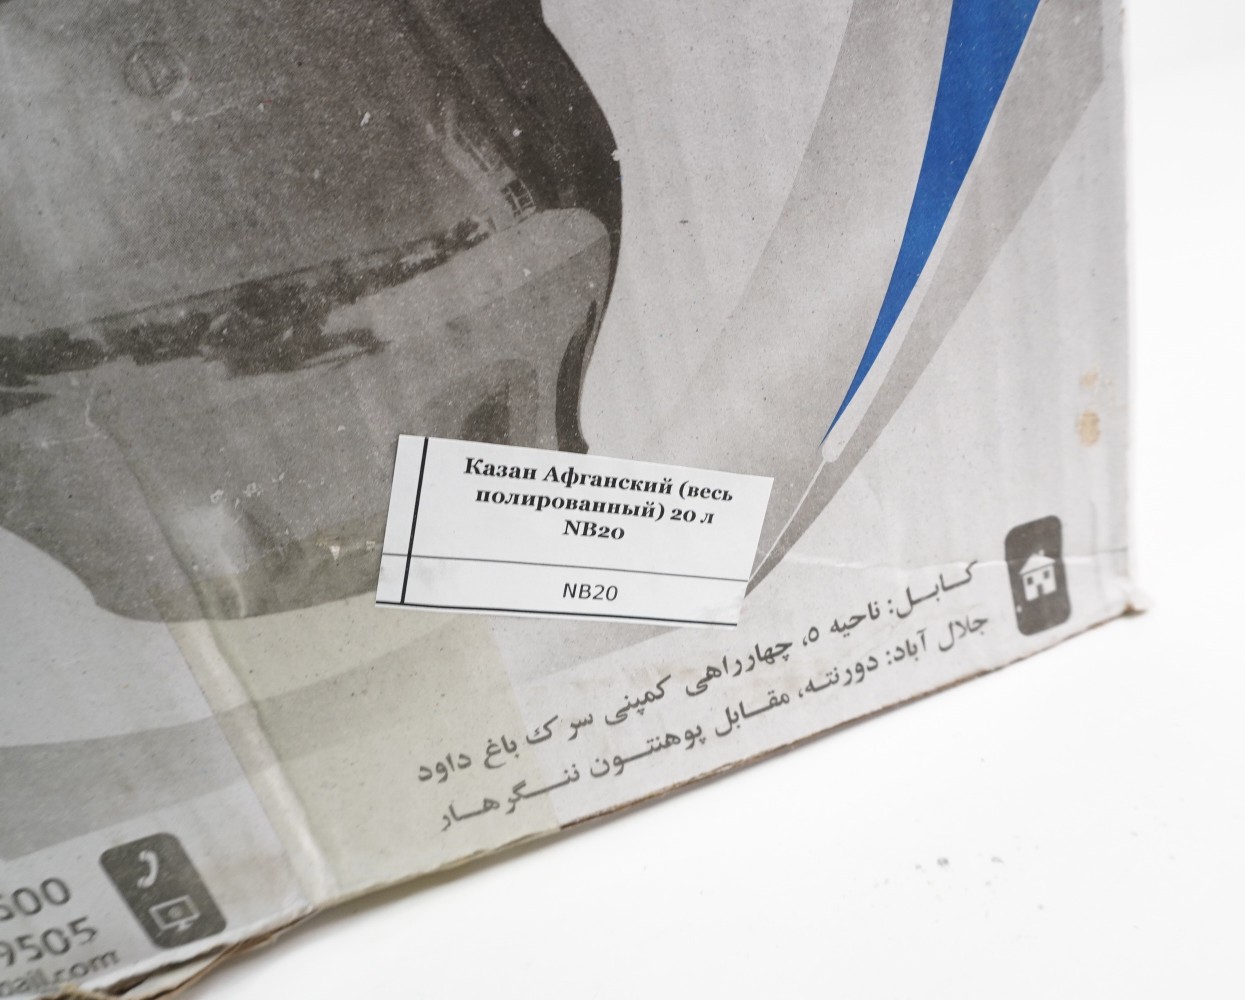 Казан Афганский (весь
полированный) 20 л
NB20
NB20
کابل: ناحیه ۵، چهارراهی کمپنی سرک باغ داود
جلال آباد: دورنته، مقابل پوهنتون ننگرهار
9505